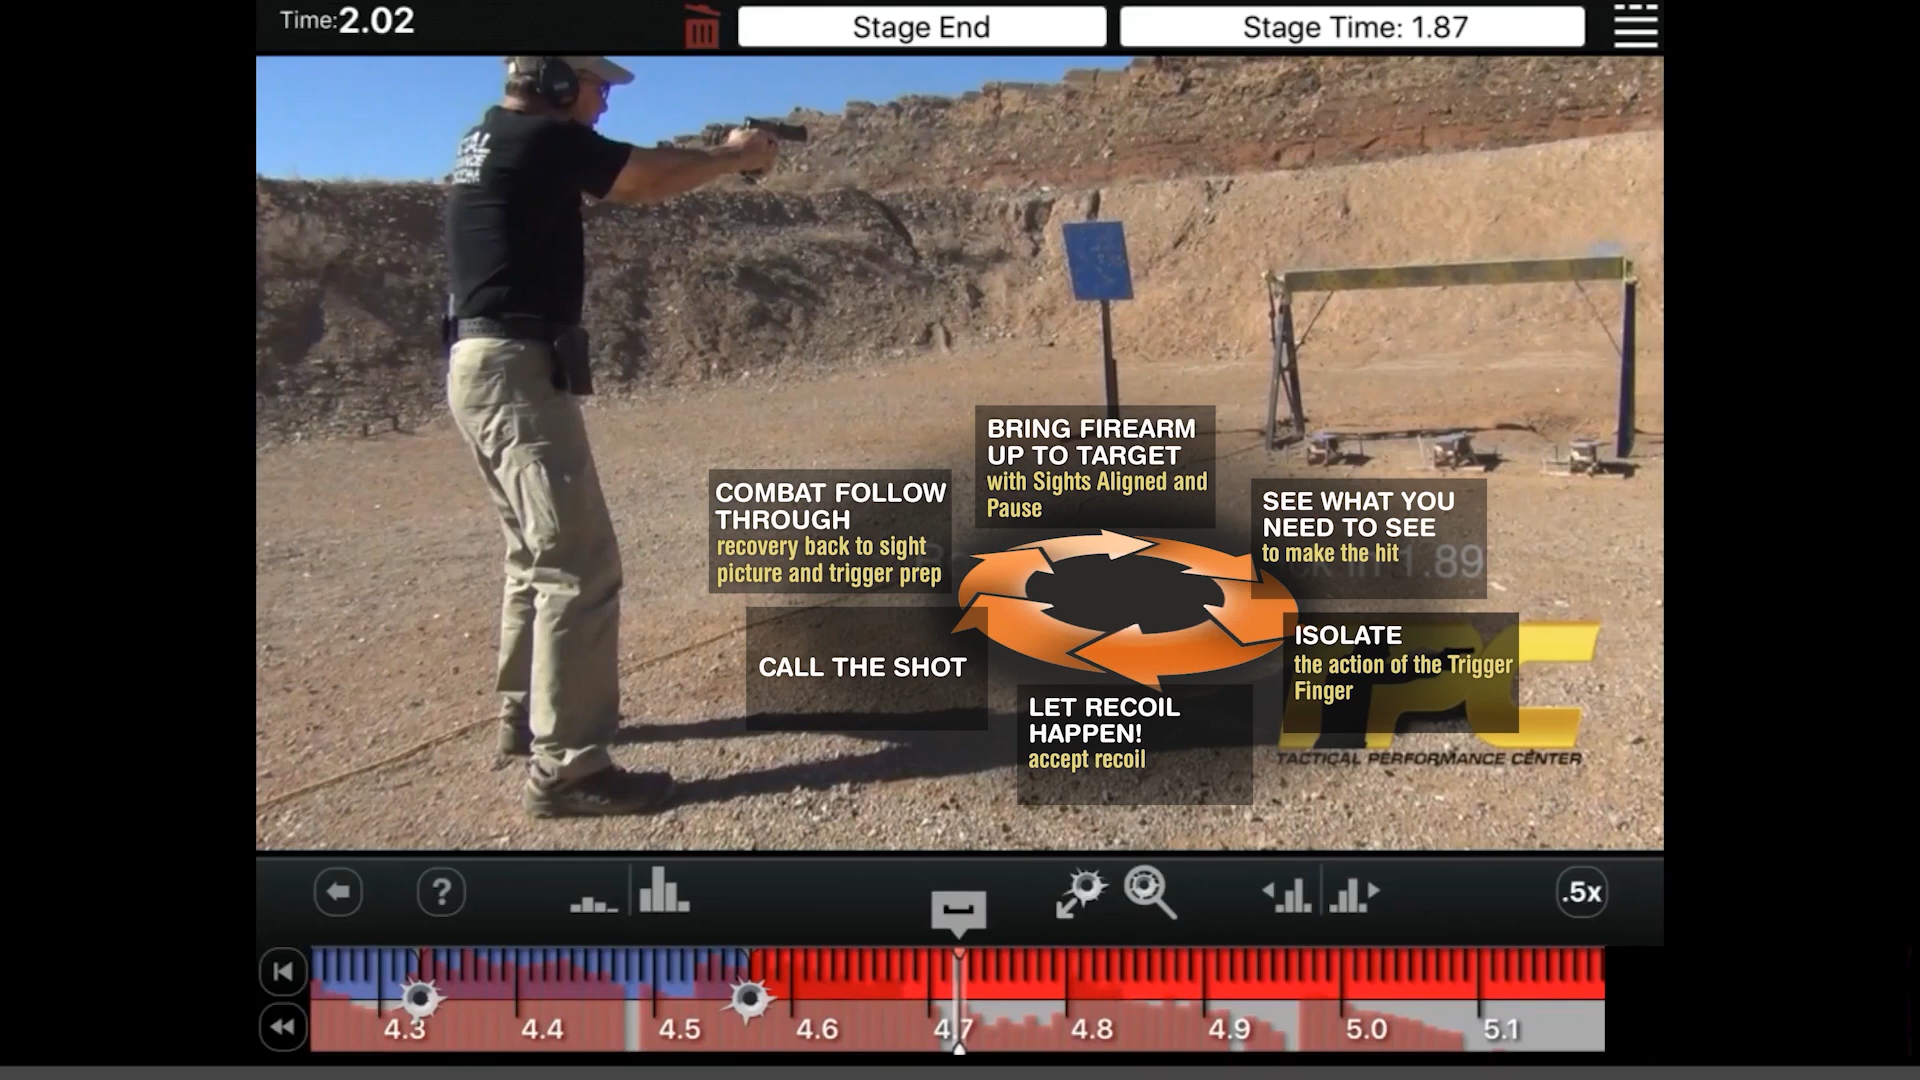 Time:2.02
Stage End
Stage Time: 1.87
BRING FIREARM
UP TO TARGET
with Sights Aligned and
Pause
COMBAT FOLLOW
THROUGH
recovery back to sight
picture and trigger prep
SEE WHAT YOU
NEED TO SEE
to make the hit
1.89
CALL THE SHOT
ISOLATE
the action of the Trigger
Finger
LET RECOIL
HAPPEN!
accept recoil
TPC
TACTICAL PERFORMANCE CENTER
?
.5x
4.3 4.4 4.5 4.6 4.7 4.8 4.9 5.0 5.1